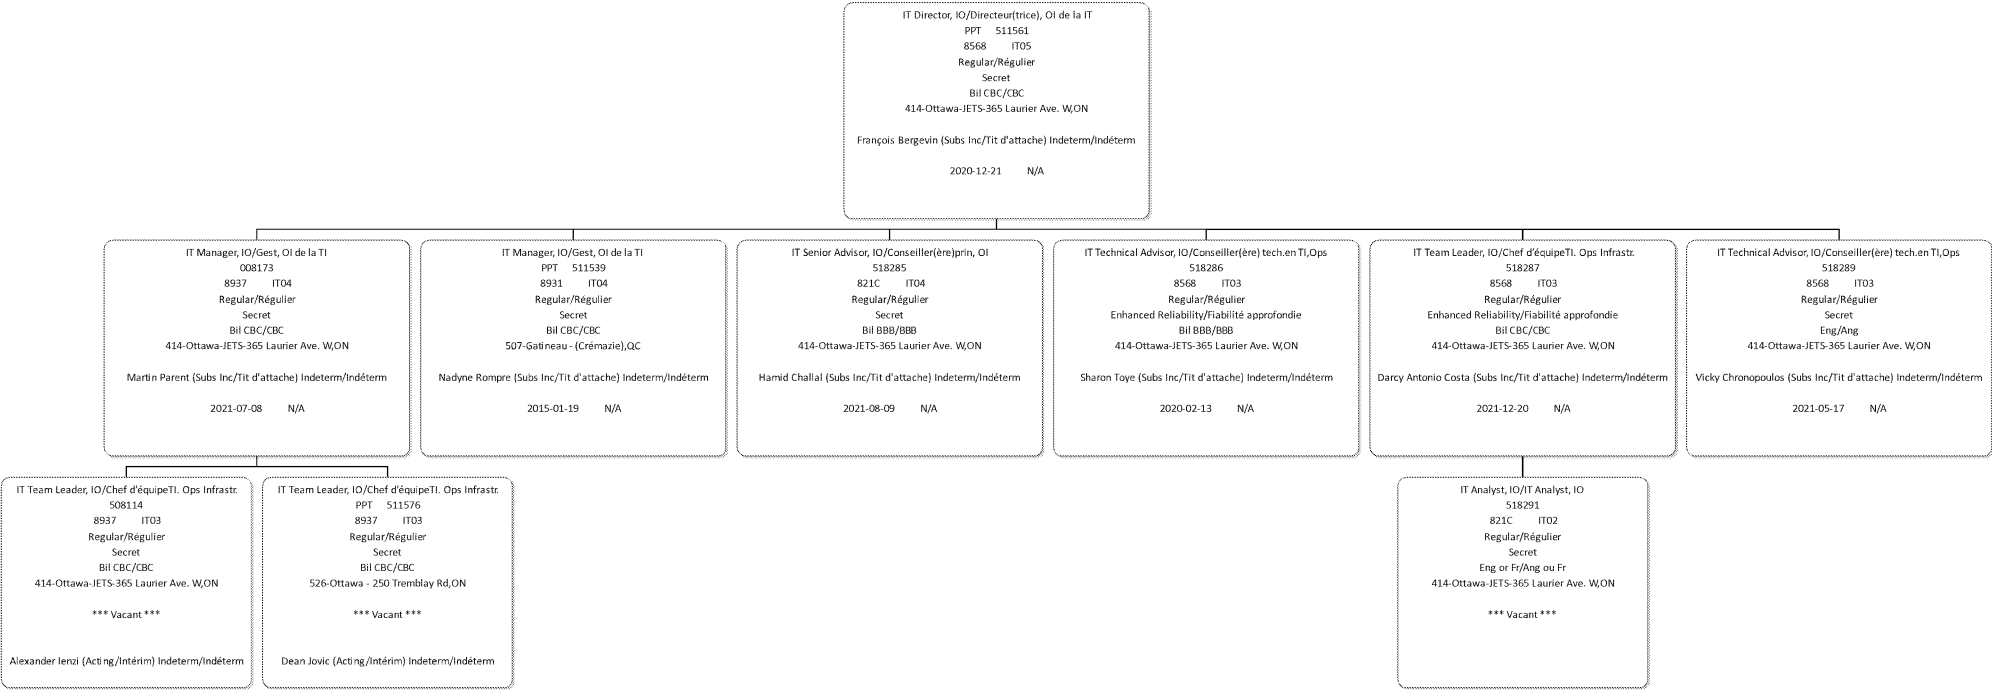 IT Director, IO/Directeur(trice), OI de la IT
PPT 511561
8568 IT05
Regular/Régulier
Secret
Bil CBC/CBC
414-Ottawa-JETS-365 Laurier Ave. W,ON
François Bergevin (Subs Inc/Tit d'attache) Indeterm/Indéterm
2020-12-21 N/A
IT Manager, IO/Gest, OI de la TI
008173
8937 IT04
Regular/Régulier
Secret
Bil CBC/CBC
414-Ottawa-JETS-365 Laurier Ave. W,ON
Martin Parent (Subs Inc/Tit d'attache) Indeterm/Indéterm
2021-07-08 N/A
IT Manager, IO/Gest, OI de la TI
PPT 511539
8931 IT04
Regular/Régulier
Secret
Bil CBC/CBC
507-Gatineau - (Crémazie),QC
Nadyne Rompre (Subs Inc/Tit d'attache) Indeterm/Indéterm
2015-01-19 N/A
IT Senior Advisor, IO/Conseiller(ère)prin, OI
518285
821C IT04
Regular/Régulier
Secret
Bil BBB/BBB
414-Ottawa-JETS-365 Laurier Ave. W,ON
Hamid Challal (Subs Inc/Tit d'attache) Indeterm/Indéterm
2021-08-09 N/A
IT Technical Advisor, IO/Conseiller(ère) tech.en TI,Ops
518286
8568 IT03
Regular/Régulier
Enhanced Reliability/Fiabilité approfondie
Bil BBB/BBB
414-Ottawa-JETS-365 Laurier Ave. W,ON
Sharon Toye (Subs Inc/Tit d'attache) Indeterm/Indéterm
2020-02-13 N/A
IT Team Leader, IO/Chef d'équipeTI. Ops Infrastr.
518287
8568 IT03
Regular/Régulier
Enhanced Reliability/Fiabilité approfondie
Bil CBC/CBC
414-Ottawa-JETS-365 Laurier Ave. W,ON
Darcy Antonio Costa (Subs Inc/Tit d'attache) Indeterm/Indéterm
2021-12-20 N/A
IT Technical Advisor, IO/Conseiller(ère) tech.en TI,Ops
518289
8568 IT03
Regular/Régulier
Secret
Eng/Ang
414-Ottawa-JETS-365 Laurier Ave. W,ON
Vicky Chronopoulos (Subs Inc/Tit d'attache) Indeterm/Indéterm
2021-05-17 N/A
IT Team Leader, IO/Chef d'équipeTI. Ops Infrastr.
508114
8937 IT03
Regular/Régulier
Secret
Bil CBC/CBC
414-Ottawa-JETS-365 Laurier Ave. W,ON
*** Vacant ***
Alexander Ienzi (Acting/Intérim) Indeterm/Indéterm
IT Team Leader, IO/Chef d'équipeTI. Ops Infrastr.
PPT 511576
8937 IT03
Regular/Régulier
Secret
Bil CBC/CBC
526-Ottawa - 250 Tremblay Rd,ON
*** Vacant ***
Dean Jovic (Acting/Intérim) Indeterm/Indéterm
IT Analyst, IO/IT Analyst, IO
518291
821C IT02
Regular/Régulier
Secret
Eng or Fr/Ang ou Fr
414-Ottawa-JETS-365 Laurier Ave. W,ON
*** Vacant ***